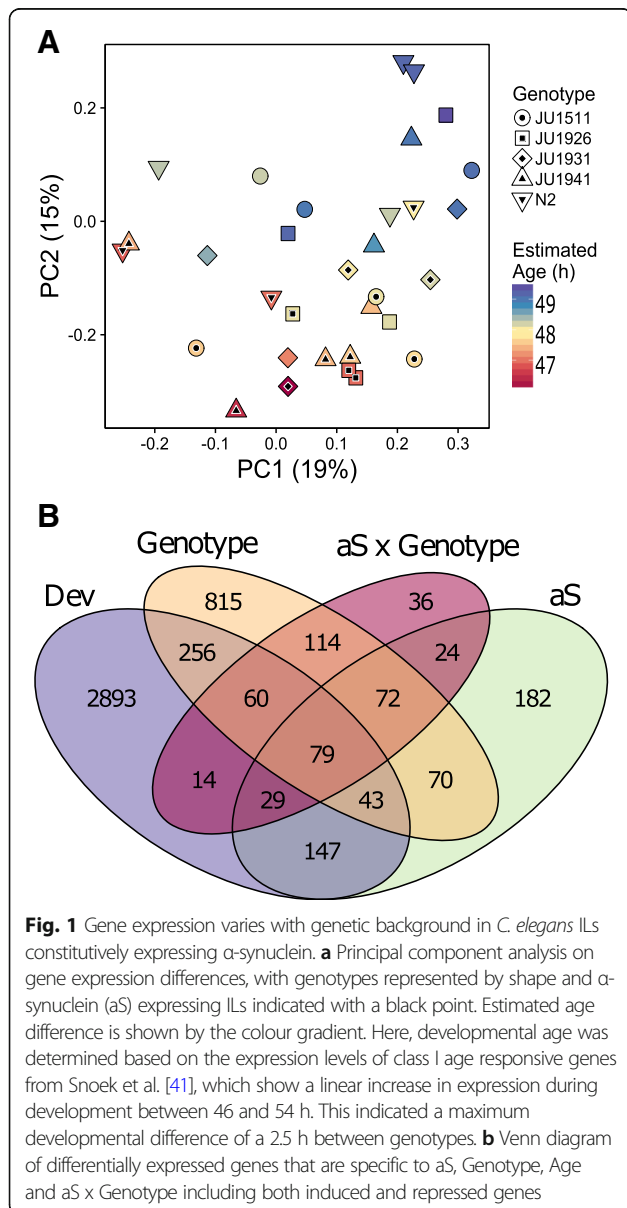 A
PC2 (15%)
0.2
0.0
-0.2
-0.2
-0.1
0.0
0.1
0.2
0.3
PC1 (19%)
Genotype
JU1511
JU1926
JU1931
JU1941
N2
Estimated
Age (h)
49
48
47
B
Genotype
aS x Genotype
Dev
aS
815
36
256
114
24
2893
60
72
182
79
14
70
29
43
147
Fig. 1 Gene expression varies with genetic background in C. elegans ILs
constitutively expressing α-synuclein. a Principal component analysis on
gene expression differences, with genotypes represented by shape and α-
synuclein (aS) expressing ILs indicated with a black point. Estimated age
difference is shown by the colour gradient. Here, developmental age was
determined based on the expression levels of class I age responsive genes
from Snoek et al. [41], which show a linear increase in expression during
development between 46 and 54 h. This indicated a maximum
developmental difference of a 2.5 h between genotypes. b Venn diagram
of differentially expressed genes that are specific to aS, Genotype, Age
and aS x Genotype including both induced and repressed genes